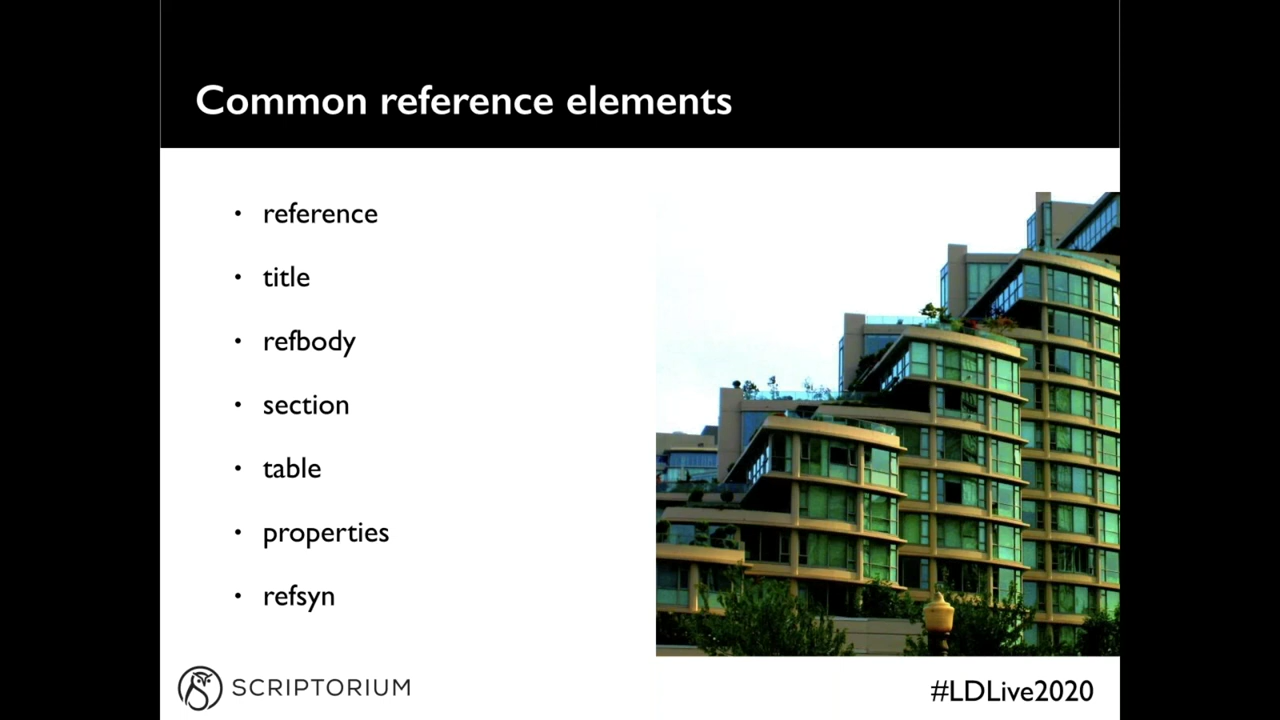 Common reference elements
• reference
• title
• refbody
• section
• table
• properties
• refsyn
SCRIPTORIUM
#LDLive2020